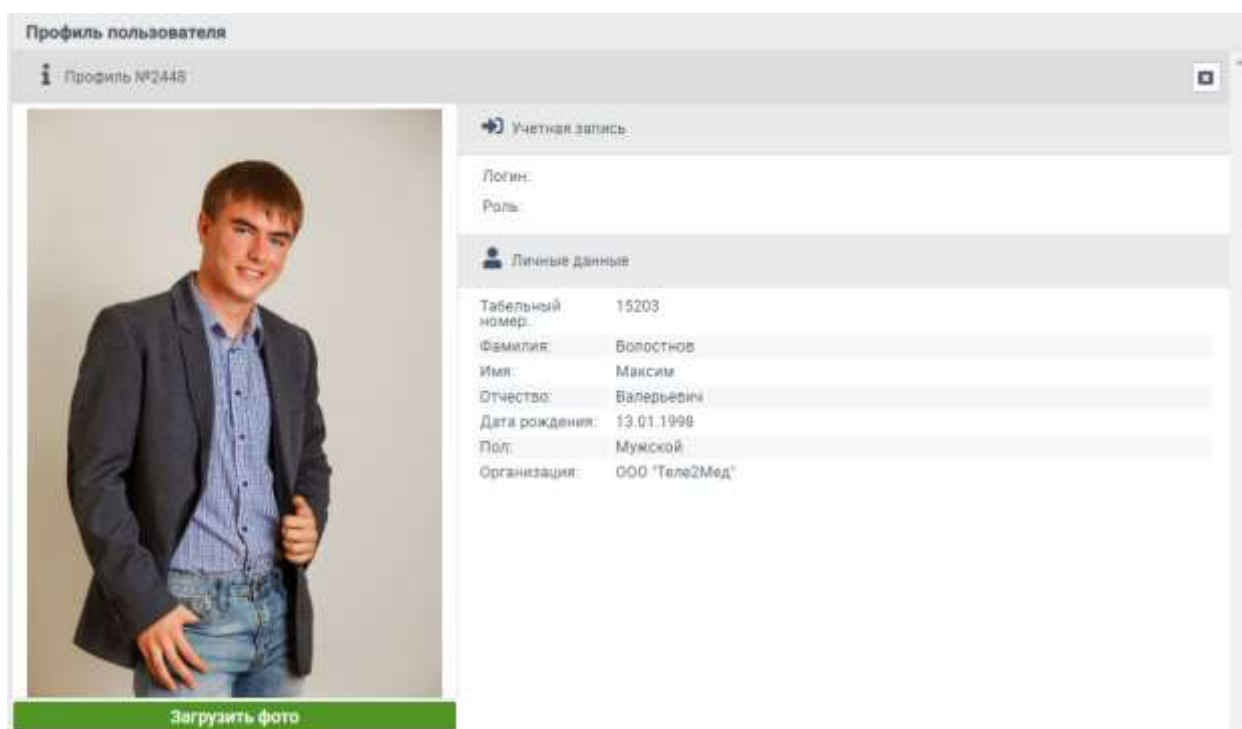 Профиль пользователя
Профиль №2448
Учетная запись
Логин:
Роль:
Личные данные
Табельный номер: 15203
Фамилия: Волостнов
Имя: Максим
Отчество: Валерьевич
Дата рождения: 13.01.1998
Пол: Мужской
Организация: ООО "Теле2Мед"
Загрузить фото